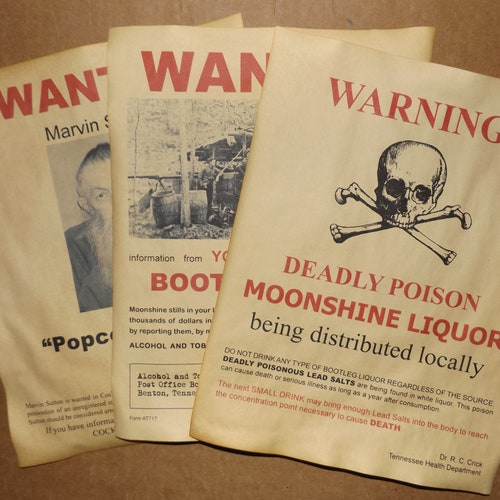 WANT
Marvin S
"Popco
Marvin Sutton is wanted in Coc
possession of an unregistered
Sutton should be considered
If you have informa
COCK
WAN
information from YO
BOOT
Moonshine stills in your
thousands of dollars in
by reporting them, by m
ALCOHOL AND TOB
Alcohol and To
Post Office Bo
Benton, Tenne
Form AT717
WARNING
DEADLY POISON
MOONSHINE LIQUOR
being distributed locally
DO NOT DRINK ANY TYPE OF BOOTLEG LIQUOR REGARDLESS OF THE SOURCE.
DEADLY POISONOUS LEAD SALTS are being found in white liquor. This poison
can cause death or serious illness as long as a year after consumption.
The next SMALL DRINK may bring enough Lead Salts into the body to reach
the concentration point necessary to cause DEATH
Dr. R. C. Crick
Tennessee Health Department